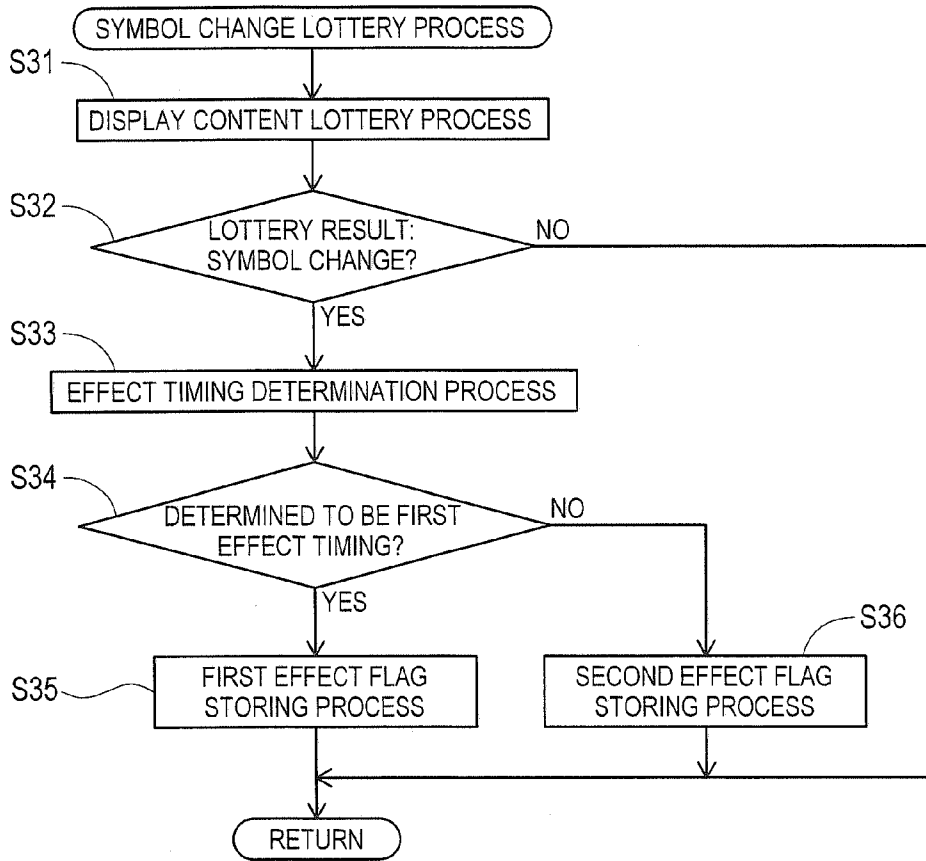 SYMBOL CHANGE LOTTERY PROCESS
S31
DISPLAY CONTENT LOTTERY PROCESS
S32
LOTTERY RESULT:
SYMBOL CHANGE?
NO
YES
S33
EFFECT TIMING DETERMINATION PROCESS
S34
DETERMINED TO BE FIRST
EFFECT TIMING?
NO
YES
S35
FIRST EFFECT FLAG
STORING PROCESS
S36
SECOND EFFECT FLAG
STORING PROCESS
RETURN